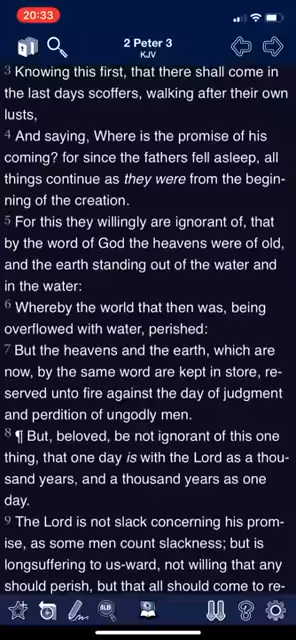 20:33
2 Peter 3
KJV
3 Knowing this first, that there shall come in
the last days scoffers, walking after their own
lusts,
4 And saying, Where is the promise of his
coming? for since the fathers fell asleep, all
things continue as they were from the begin-
ning of the creation.
5 For this they willingly are ignorant of, that
by the word of God the heavens were of old,
and the earth standing out of the water and
in the water:
6 Whereby the world that then was, being
overflowed with water, perished:
7 But the heavens and the earth, which are
now, by the same word are kept in store, re-
served unto fire against the day of judgment
and perdition of ungodly men.
8 ¶ But, beloved, be not ignorant of this one
thing, that one day is with the Lord as a thou-
sand years, and a thousand years as one
day.
9 The Lord is not slack concerning his prom-
ise, as some men count slackness; but is
longsuffering to us-ward, not willing that any
should perish, but that all should come to re-
BLB